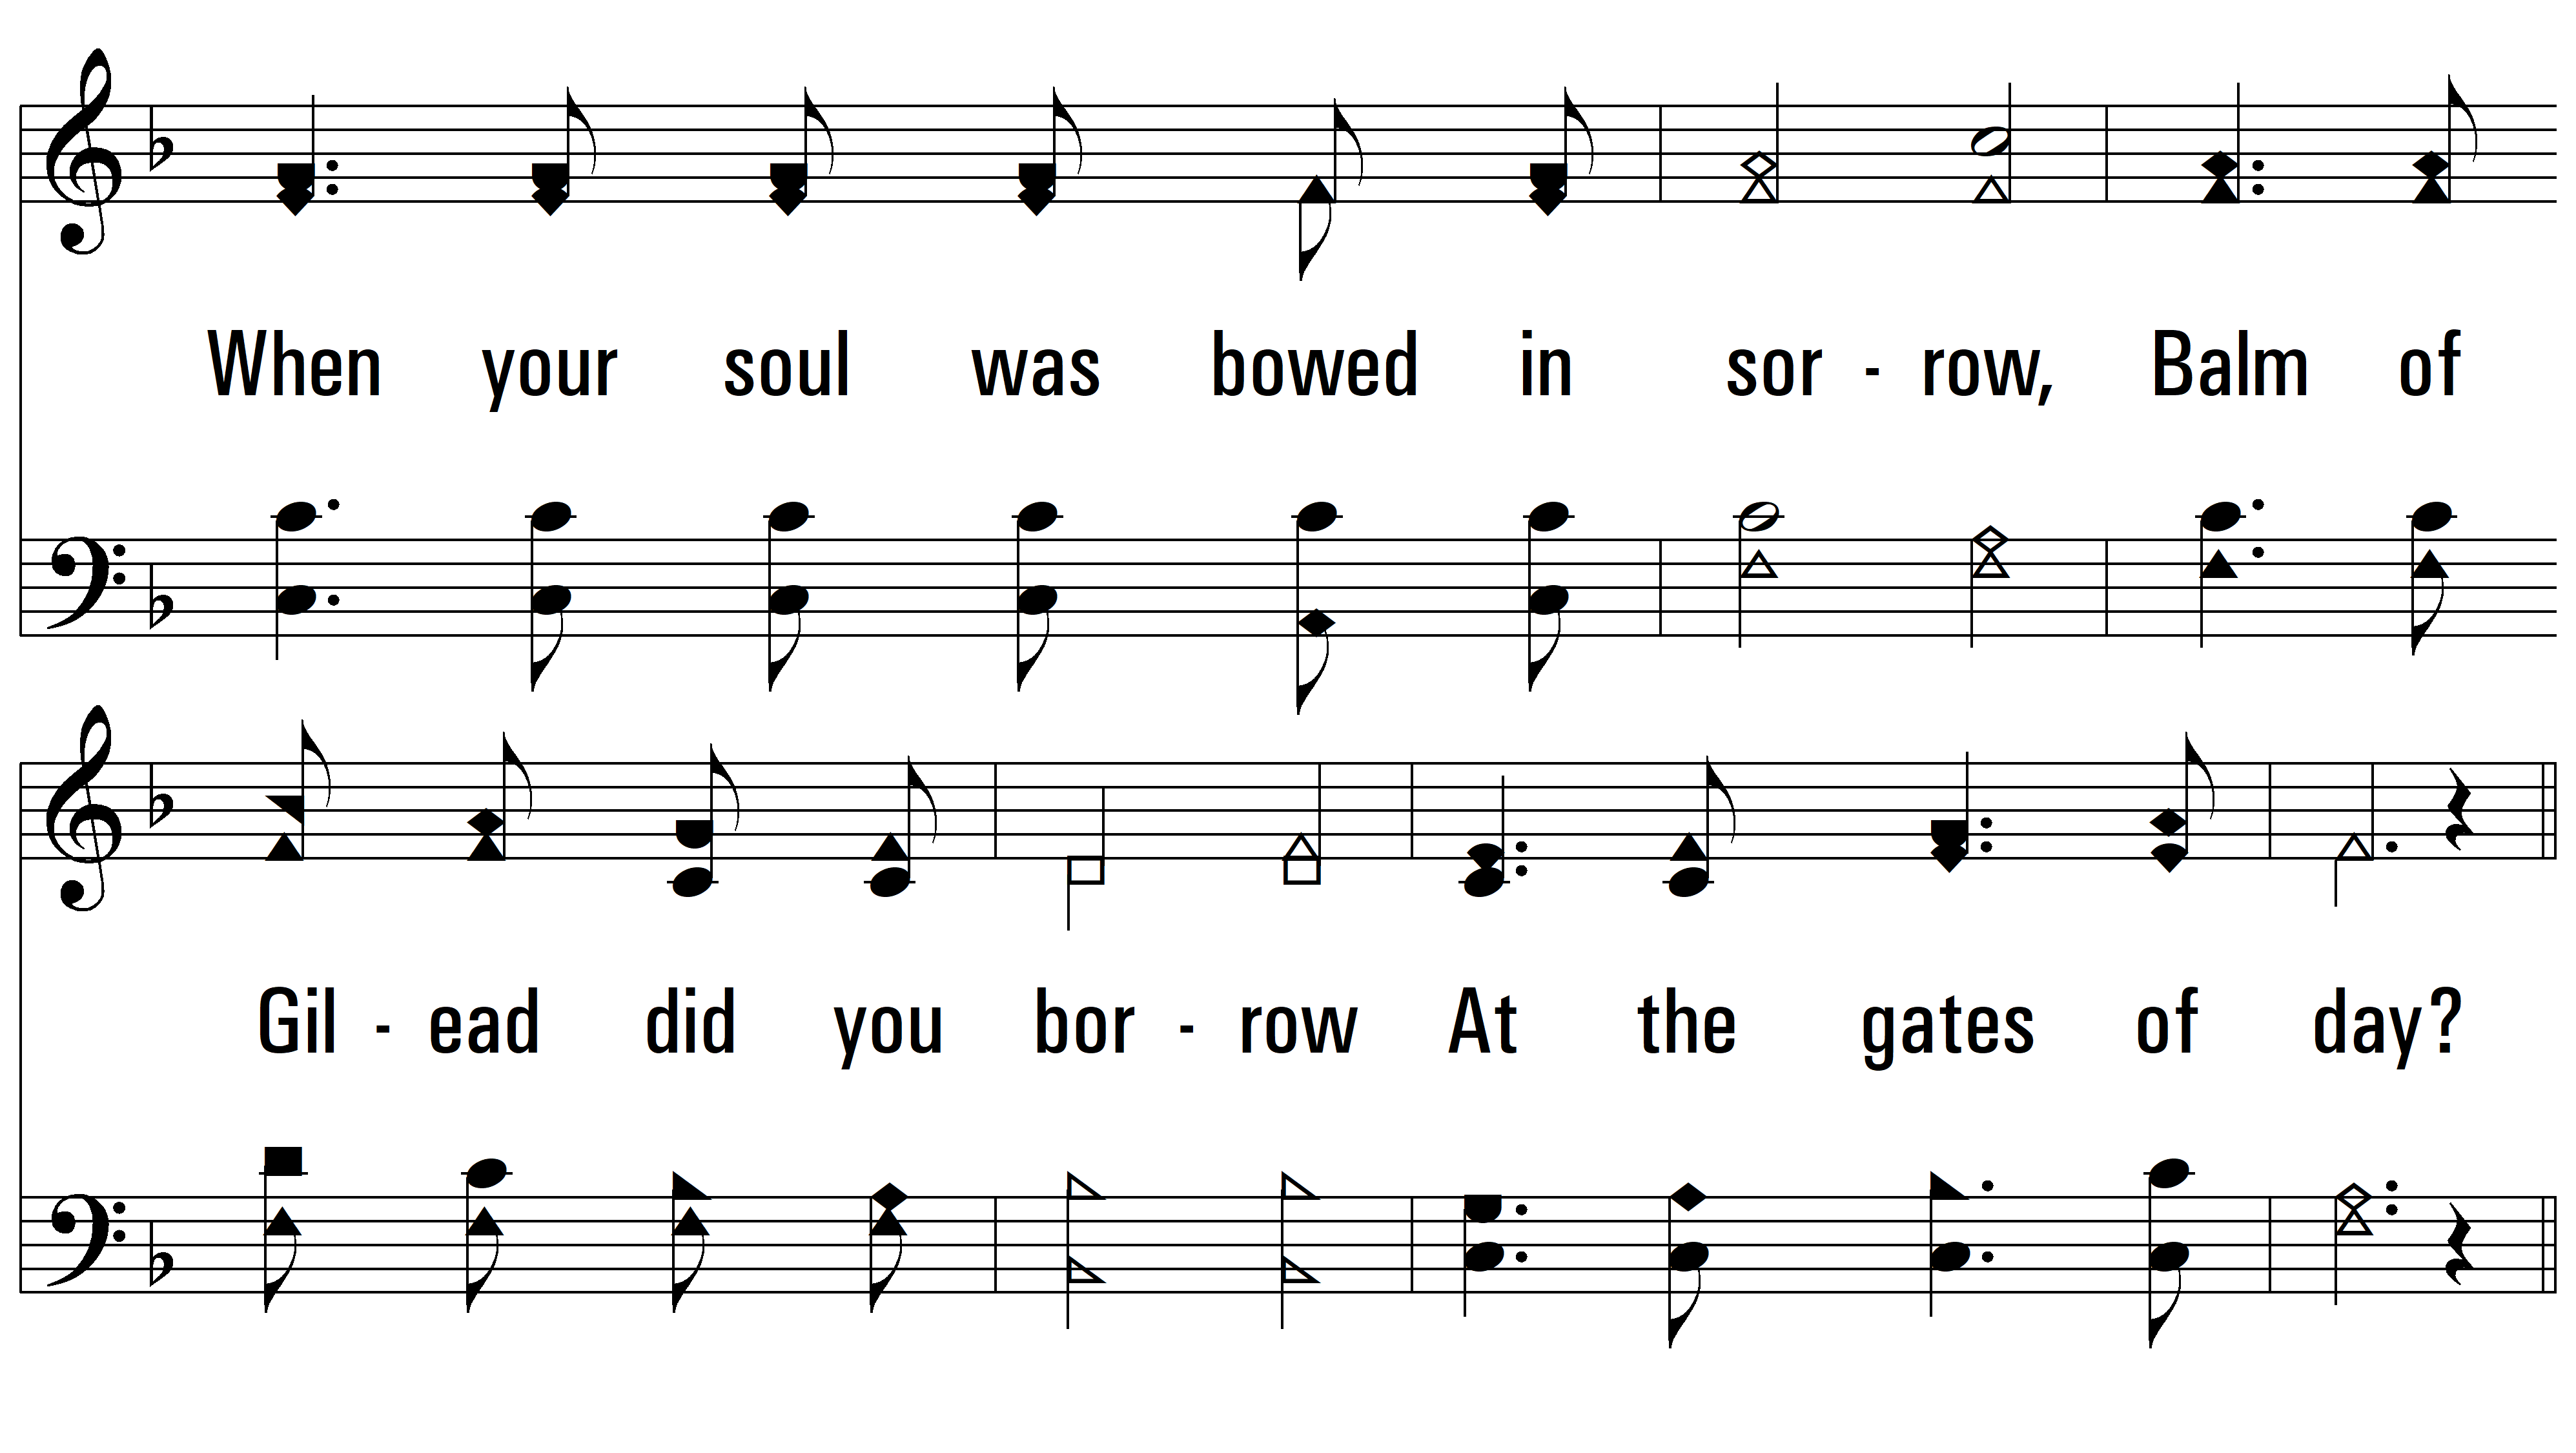 When your soul was bowed in sor - row, Balm of
Gil - ead did you bor - row At the gates of day?